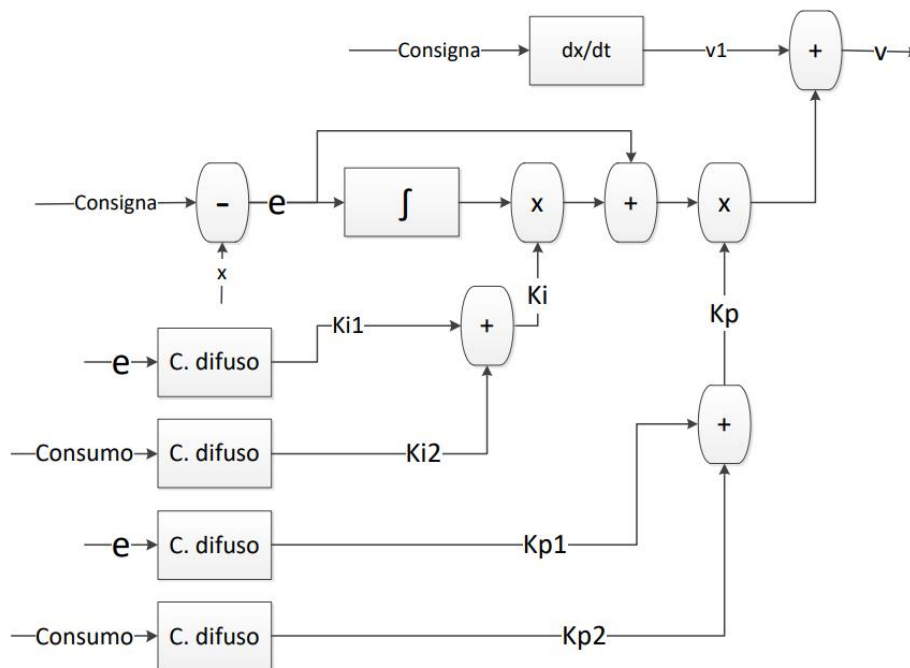 Consigna dx/dt v1 + v
Consigna - e ∫ x + x
x
Ki
Kp
Ki1 +
e C. difuso
+
Consumo C. difuso Ki2
e C. difuso Kp1
Consumo C. difuso Kp2